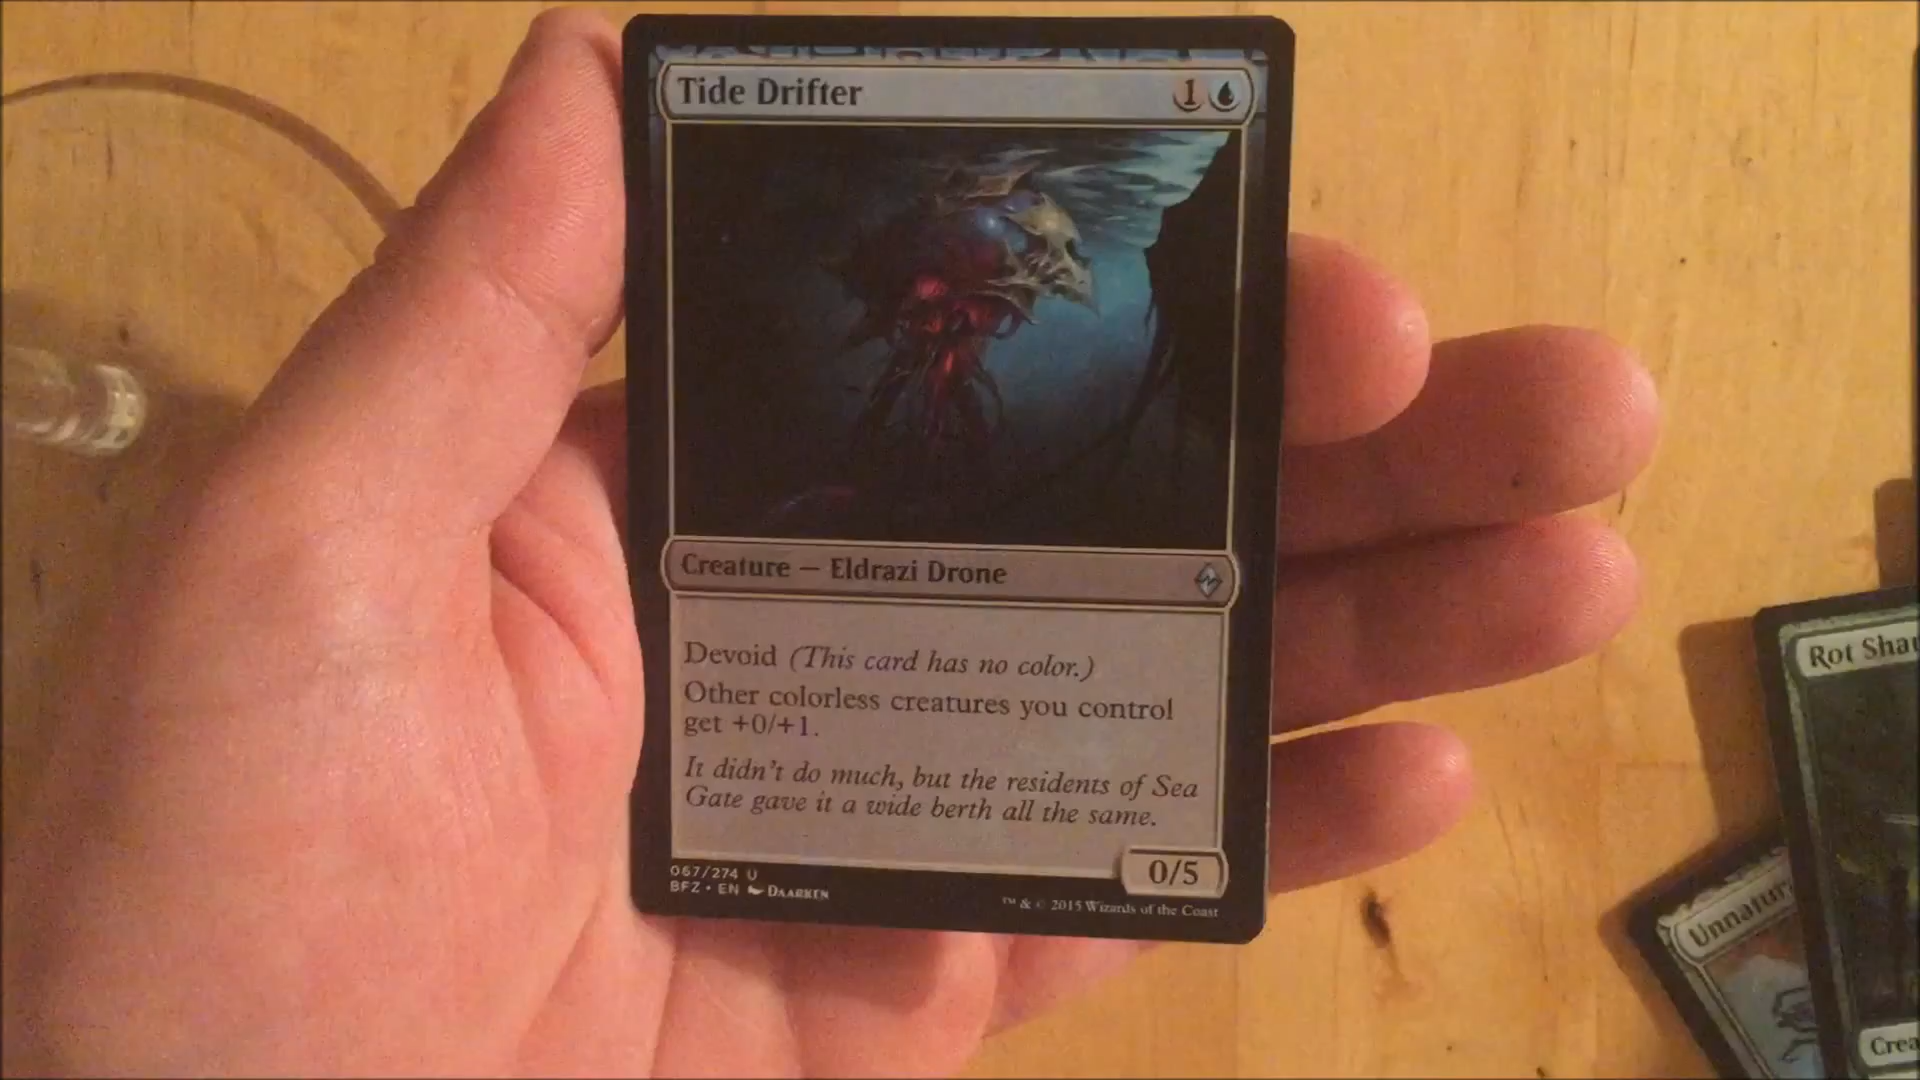 Tide Drifter
1
Creature — Eldrazi Drone
Devoid (This card has no color.)
Other colorless creatures you control
get +0/+1.
It didn't do much, but the residents of Sea
Gate gave it a wide berth all the same.
0/5
067/274 U
BFZ • EN Daarken
™ & © 2015 Wizards of the Coast
Rot Sha
Unnatur
Crea